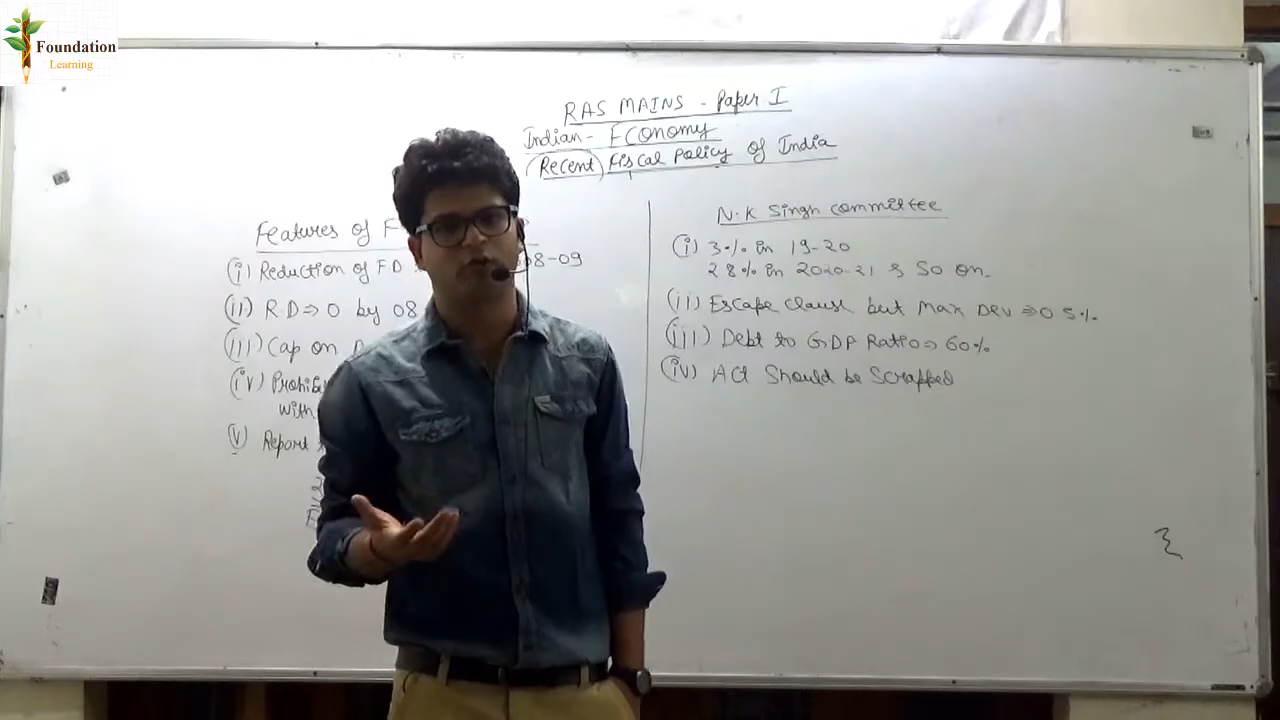 Foundation
Learning
RAS MAINS - Paper I
Indian - Economy
(Recent) Fiscal Policy of India
Features of F
(i) Reduction of FD 08-09
(ii) R.D => 0 by 08
(iii) Cap on
(iv) Prohibi
with
(v) Report
N.K Singh committee
(i) 3% in 19-20
2.8% in 2020-21 & So on.
(ii) Escape clause but Max Dev => 0.5%
(iii) Debt to GDP Ratio => 60%
(iv) Act Should be Scrapped